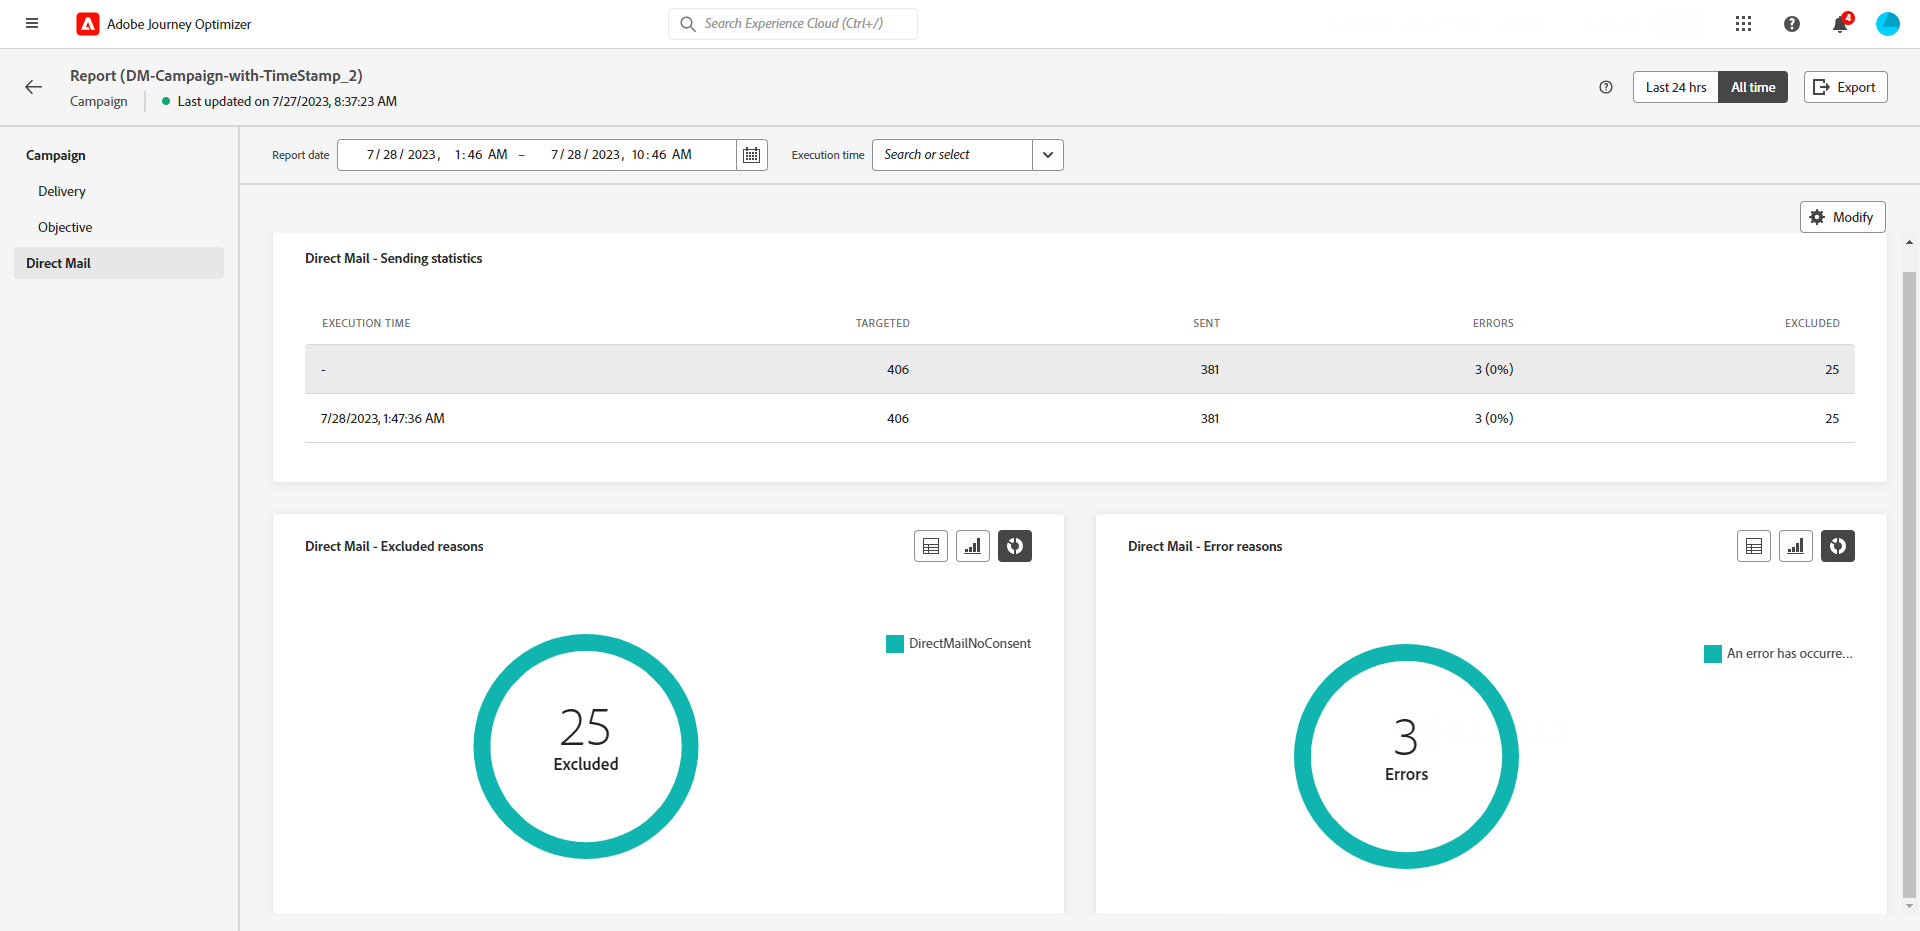 Adobe Journey Optimizer
Search Experience Cloud (Ctrl+/)
4
Report (DM-Campaign-with-TimeStamp_2)
Campaign
Last updated on 7/27/2023, 8:37:23 AM
Last 24 hrs
All time
Export
Campaign
Delivery
Objective
Direct Mail
Report date
7/28/2023, 1:46 AM – 7/28/2023, 10:46 AM
Execution time
Search or select
Modify
Direct Mail - Sending statistics
EXECUTION TIME TARGETED SENT ERRORS EXCLUDED
- 406 381 3 (0%) 25
7/28/2023, 1:47:36 AM 406 381 3 (0%) 25
Direct Mail - Excluded reasons
DirectMailNoConsent
25
Excluded
Direct Mail - Error reasons
An error has occurre...
3
Errors